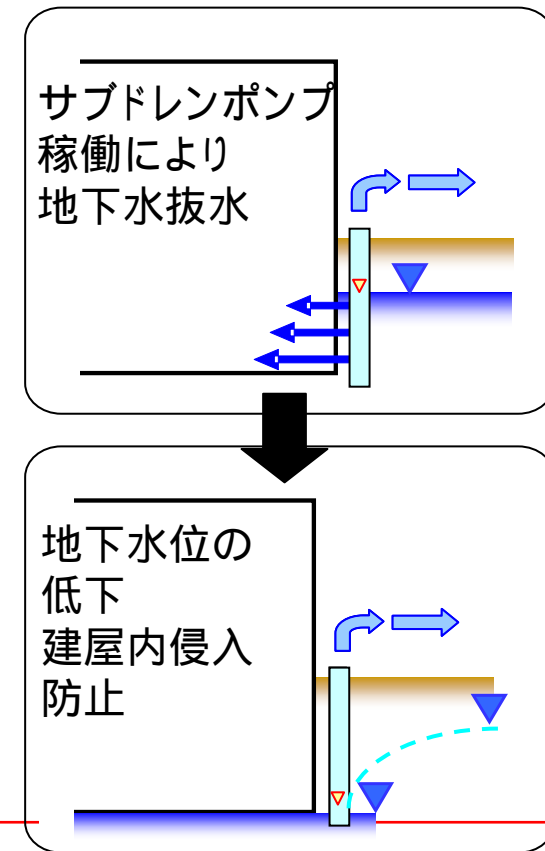 サブドレンポンプ
稼働により
地下水抜水
地下水位の
低下
建屋内侵入
防止